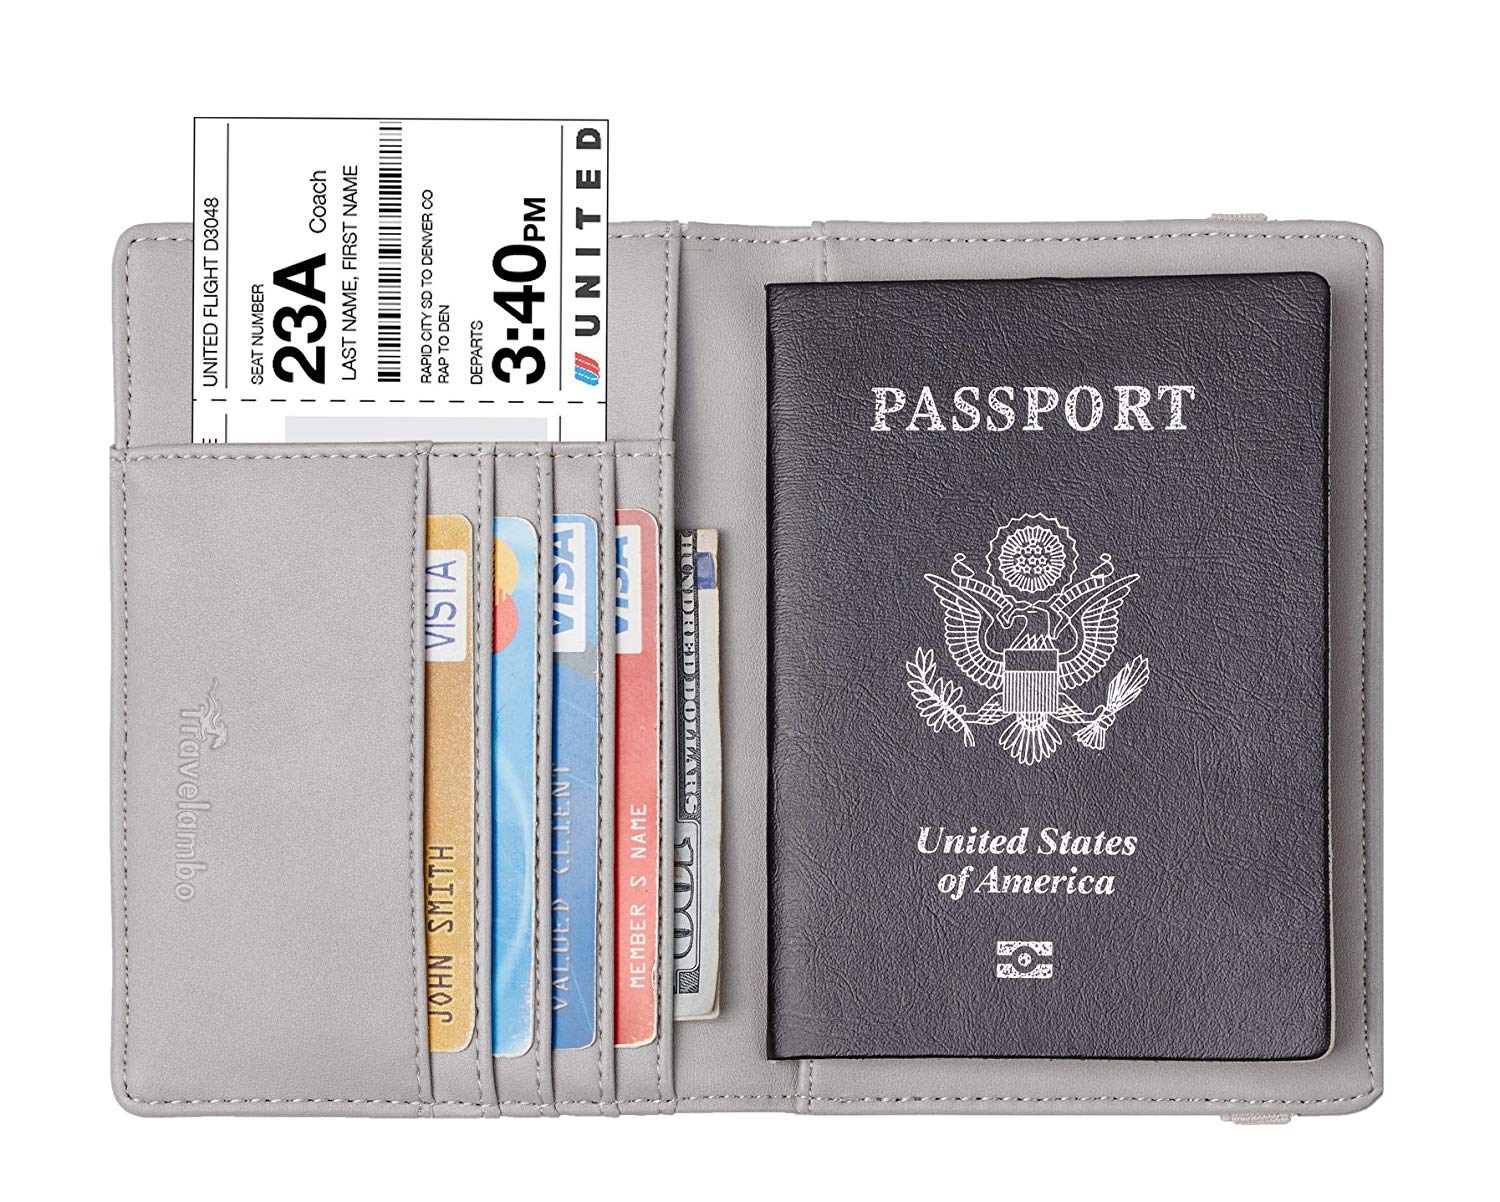 UNITED FLIGHT D3048
SEAT NUMBER
23A Coach
LAST NAME, FIRST NAME
RAPID CITY SD TO DENVER CO
RAP TO DEN
DEPARTS
3:40PM
UNITED
E
Travelambo
VISTA
JOHN SMITH
VISA
VALUED CLIENT
VISA
MEMBER S NAME
100
PASSPORT
United States
of America